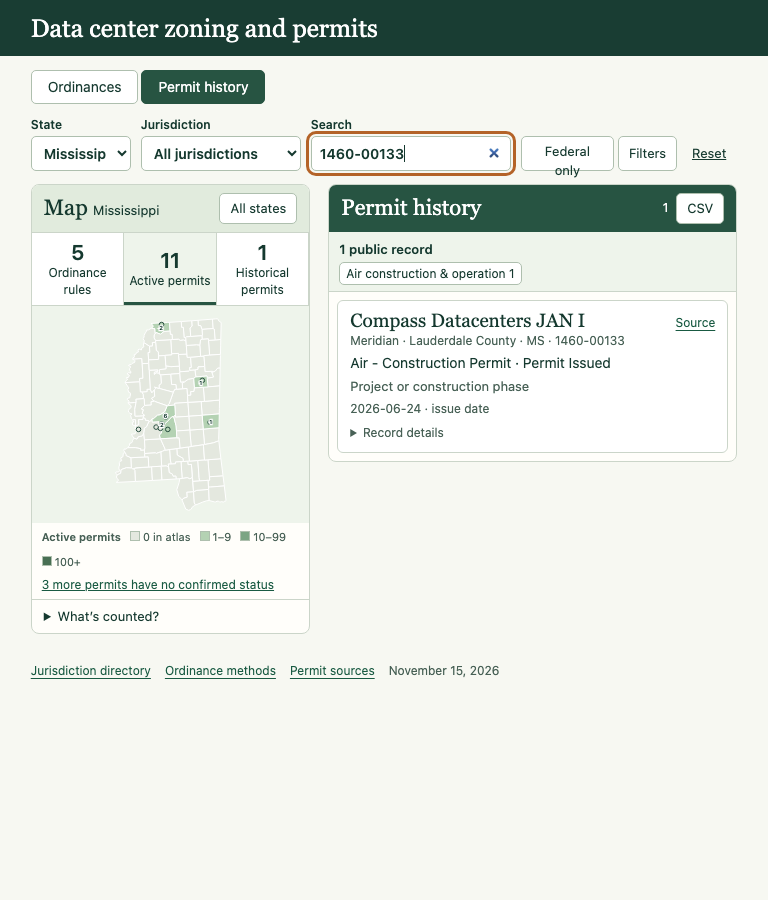 Data center zoning and permits
Ordinances
Permit history
State
Jurisdiction
Search
Mississip
All jurisdictions
1460-00133
Federal only
Filters
Reset
Map Mississippi
All states
5 Ordinance rules
11 Active permits
1 Historical permits
Active permits 0 in atlas 1–9 10–99
100+
3 more permits have no confirmed status
What's counted?
Permit history
1
CSV
1 public record
Air construction & operation 1
Compass Datacenters JAN I
Source
Meridian · Lauderdale County · MS · 1460-00133
Air - Construction Permit · Permit Issued
Project or construction phase
2026-06-24 · issue date
Record details
Jurisdiction directory
Ordinance methods
Permit sources
November 15, 2026